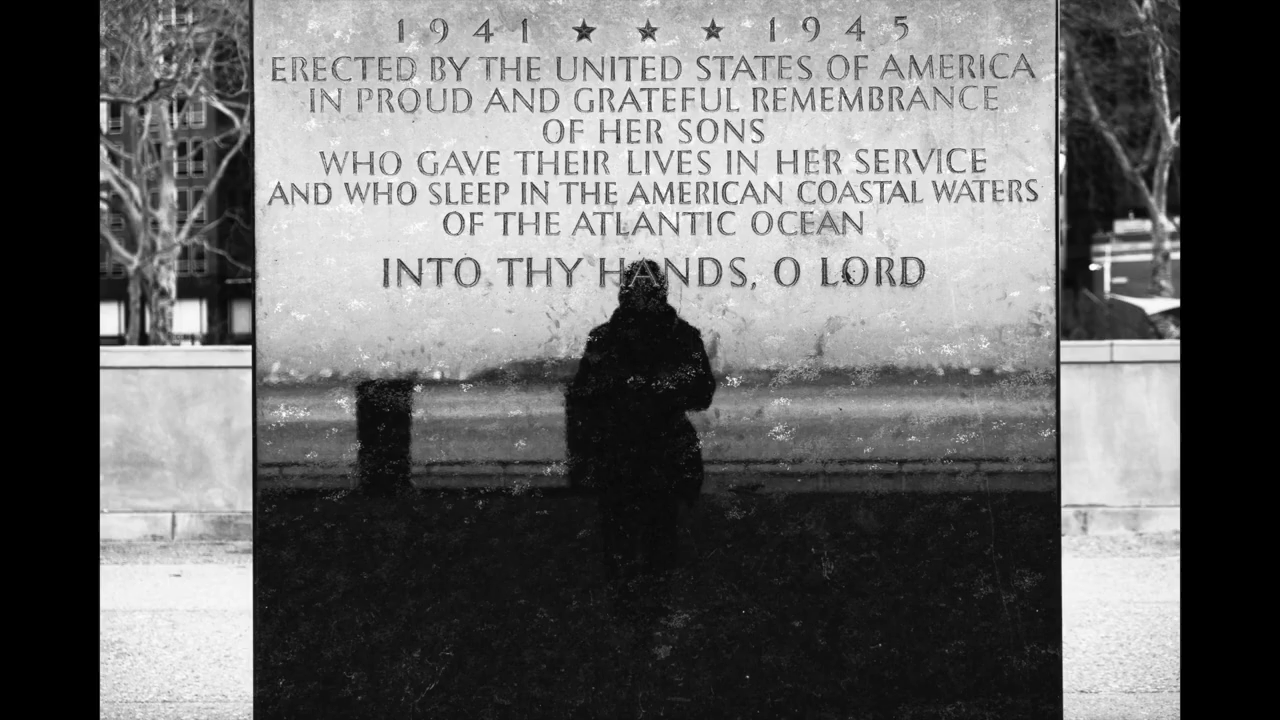 1941 ★ ★ ★ 1945
ERECTED BY THE UNITED STATES OF AMERICA
IN PROUD AND GRATEFUL REMEMBRANCE
OF HER SONS
WHO GAVE THEIR LIVES IN HER SERVICE
AND WHO SLEEP IN THE AMERICAN COASTAL WATERS
OF THE ATLANTIC OCEAN
INTO THY HANDS, O LORD